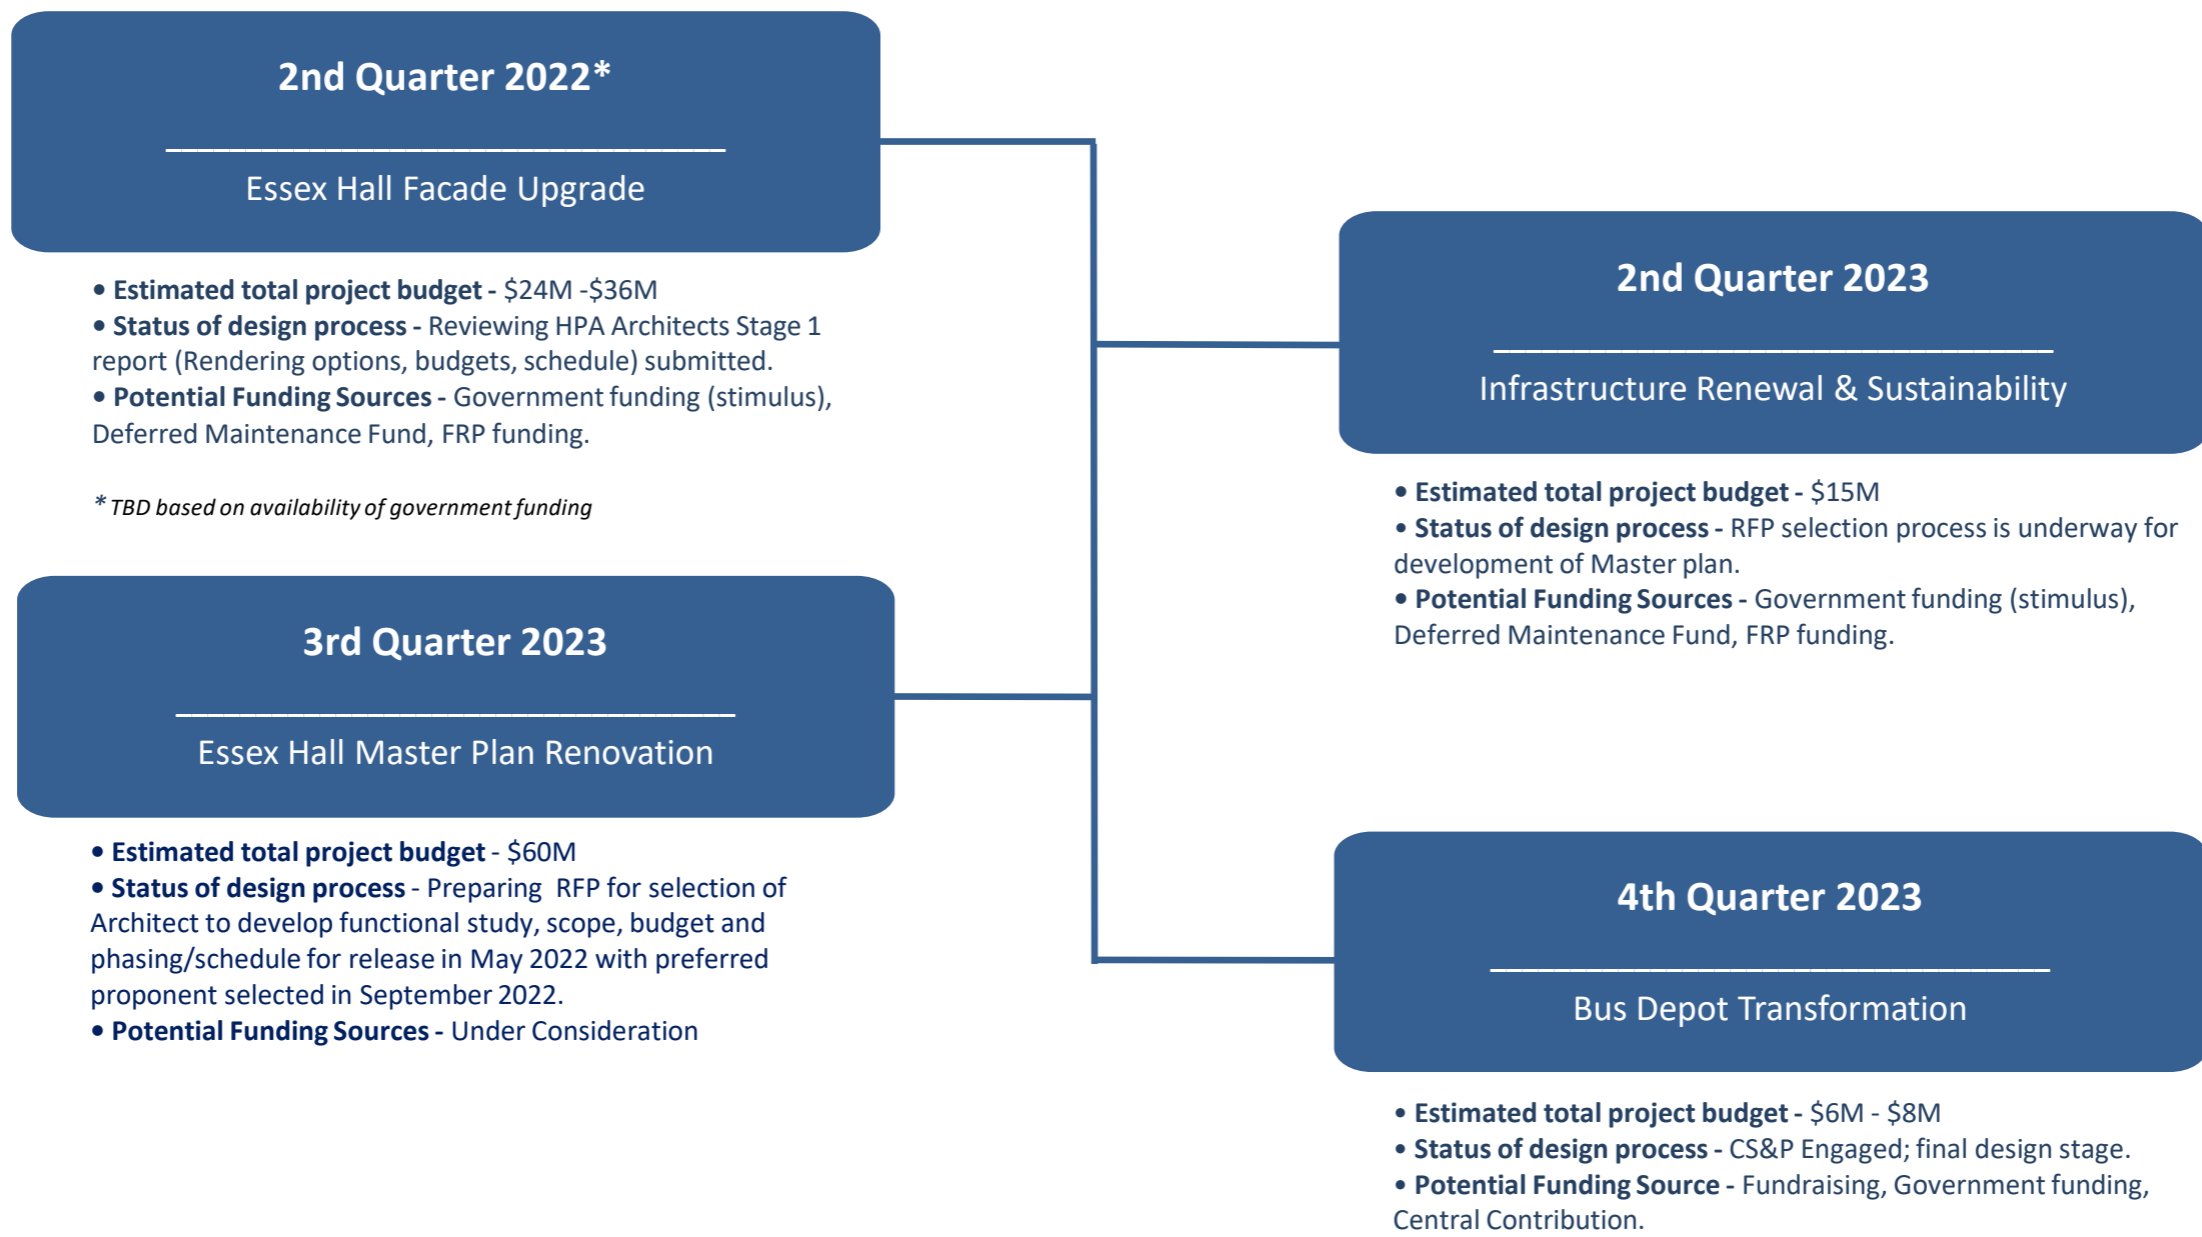 2nd Quarter 2022*
Essex Hall Facade Upgrade
• Estimated total project budget - $24M -$36M
• Status of design process - Reviewing HPA Architects Stage 1
report (Rendering options, budgets, schedule) submitted.
• Potential Funding Sources - Government funding (stimulus),
Deferred Maintenance Fund, FRP funding.
* TBD based on availability of government funding
2nd Quarter 2023
Infrastructure Renewal & Sustainability
• Estimated total project budget - $15M
• Status of design process - RFP selection process is underway for
development of Master plan.
• Potential Funding Sources - Government funding (stimulus),
Deferred Maintenance Fund, FRP funding.
3rd Quarter 2023
Essex Hall Master Plan Renovation
• Estimated total project budget - $60M
• Status of design process - Preparing RFP for selection of
Architect to develop functional study, scope, budget and
phasing/schedule for release in May 2022 with preferred
proponent selected in September 2022.
• Potential Funding Sources - Under Consideration
4th Quarter 2023
Bus Depot Transformation
• Estimated total project budget - $6M - $8M
• Status of design process - CS&P Engaged; final design stage.
• Potential Funding Source - Fundraising, Government funding,
Central Contribution.